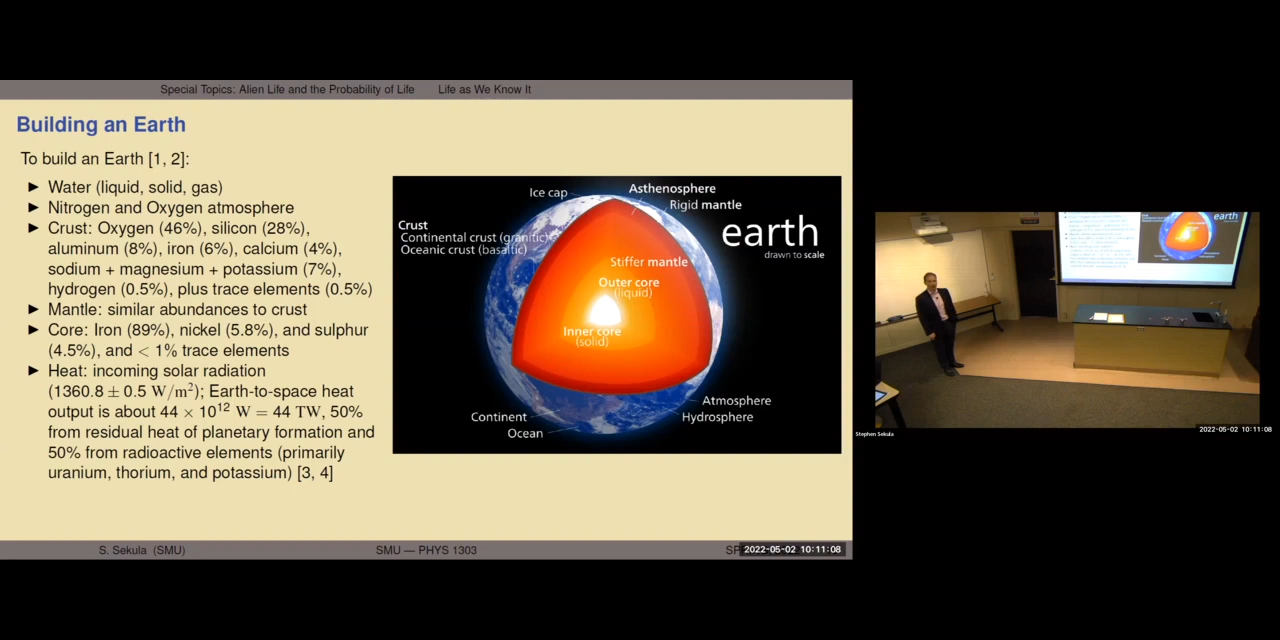 Special Topics: Alien Life and the Probability of Life Life as We Know It
Building an Earth
To build an Earth [1, 2]:
► Water (liquid, solid, gas)
► Nitrogen and Oxygen atmosphere
► Crust: Oxygen (46%), silicon (28%),
aluminum (8%), iron (6%), calcium (4%),
sodium + magnesium + potassium (7%),
hydrogen (0.5%), plus trace elements (0.5%)
► Mantle: similar abundances to crust
► Core: Iron (89%), nickel (5.8%), and sulphur
(4.5%), and < 1% trace elements
► Heat: incoming solar radiation
(1360.8 ± 0.5 W/m²); Earth-to-space heat
output is about 44 × 10¹² W = 44 TW, 50%
from residual heat of planetary formation and
50% from radioactive elements (primarily
uranium, thorium, and potassium) [3, 4]
Ice cap
Asthenosphere
Rigid mantle
Crust
Continental crust (granitic)
Oceanic crust (basaltic)
earth
drawn to scale
Stiffer mantle
Outer core
(liquid)
Inner core
(solid)
Atmosphere
Hydrosphere
Continent
Ocean
S. Sekula (SMU) SMU — PHYS 1303 SP
2022-05-02 10:11:08
earth
Stephen Sekula
2022-05-02 10:11:08